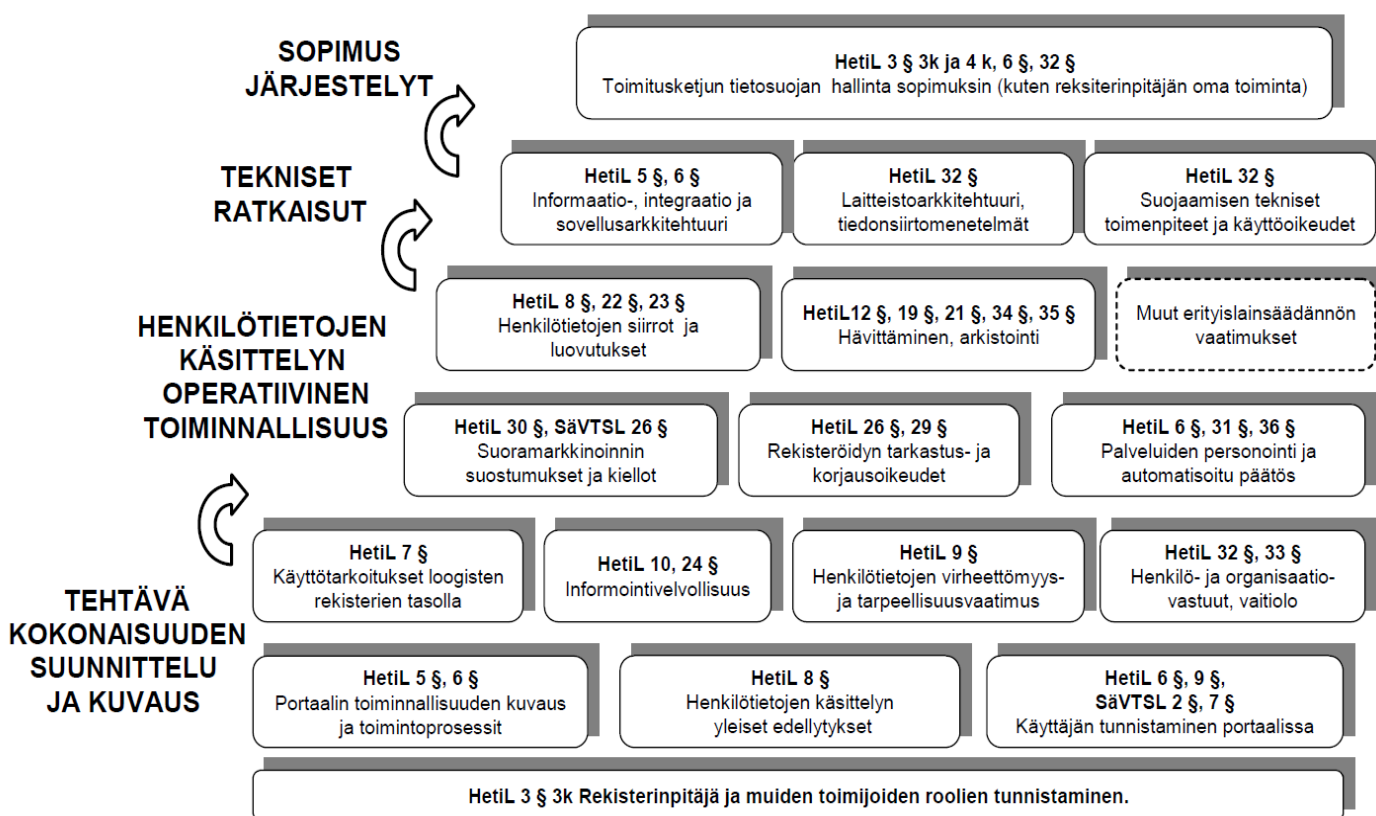 SOPIMUS
JÄRJESTELYT
HetiL 3 § 3k ja 4 k, 6 §, 32 §
Toimitusketjun tietosuojan hallinta sopimuksin (kuten reksiterinpitäjän oma toiminta)
TEKNISET
RATKAISUT
HetiL 5 §, 6 §
Informaatio-, integraatio ja
sovellusarkkitehtuuri
HetiL 32 §
Laitteistoarkkitehtuuri,
tiedonsiirtomenetelmät
HetiL 32 §
Suojaamisen tekniset
toimenpiteet ja käyttöoikeudet
HENKILÖTIETOJEN
KÄSITTELYN
OPERATIIVINEN
TOIMINNALLISUUS
HetiL 8 §, 22 §, 23 §
Henkilötietojen siirrot ja
luovutukset
HetiL12 §, 19 §, 21 §, 34 §, 35 §
Hävittäminen, arkistointi
Muut erityislainsäädännön
vaatimukset
HetiL 30 §, SäVTSL 26 §
Suoramarkkinoinnin
suostumukset ja kiellot
HetiL 26 §, 29 §
Rekisteröidyn tarkastus- ja
korjausoikeudet
HetiL 6 §, 31 §, 36 §
Palveluiden personointi ja
automatisoitu päätös
TEHTÄVÄ
KOKONAISUUDEN
SUUNNITTELU
JA KUVAUS
HetiL 7 §
Käyttötarkoitukset loogisten
rekisterien tasolla
HetiL 10, 24 §
Informointivelvollisuus
HetiL 9 §
Henkilötietojen virheettömyys-
ja tarpeellisuusvaatimus
HetiL 32 §, 33 §
Henkilö- ja organisaatio-
vastuut, vaitiolo
HetiL 5 §, 6 §
Portaalin toiminnallisuuden kuvaus
ja toimintoprosessit
HetiL 8 §
Henkilötietojen käsittelyn
yleiset edellytykset
HetiL 6 §, 9 §,
SäVTSL 2 §, 7 §
Käyttäjän tunnistaminen portaalissa
HetiL 3 § 3k Rekisterinpitäjä ja muiden toimijoiden roolien tunnistaminen.